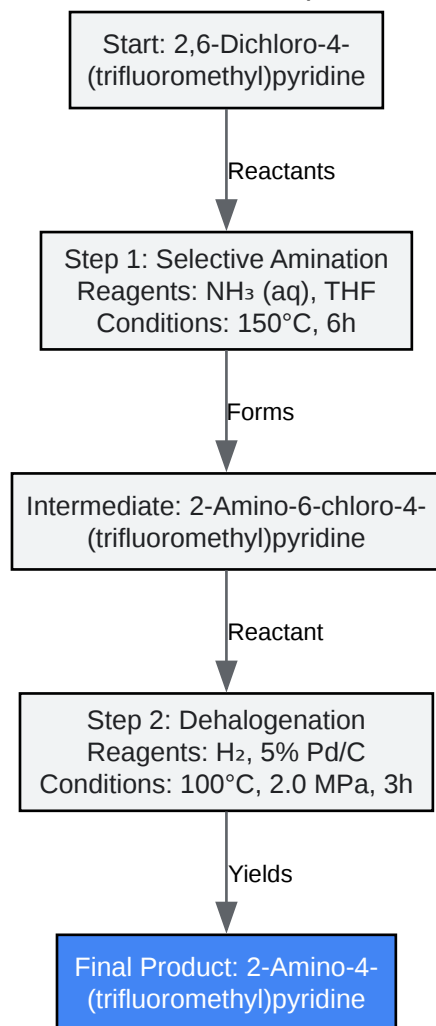 Start: 2,6-Dichloro-4-
(trifluoromethyl)pyridine
Reactants
Step 1: Selective Amination
Reagents: NH₃ (aq), THF
Conditions: 150°C, 6h
Forms
Intermediate: 2-Amino-6-chloro-4-
(trifluoromethyl)pyridine
Reactant
Step 2: Dehalogenation
Reagents: H₂, 5% Pd/C
Conditions: 100°C, 2.0 MPa, 3h
Yields
Final Product: 2-Amino-4-
(trifluoromethyl)pyridine